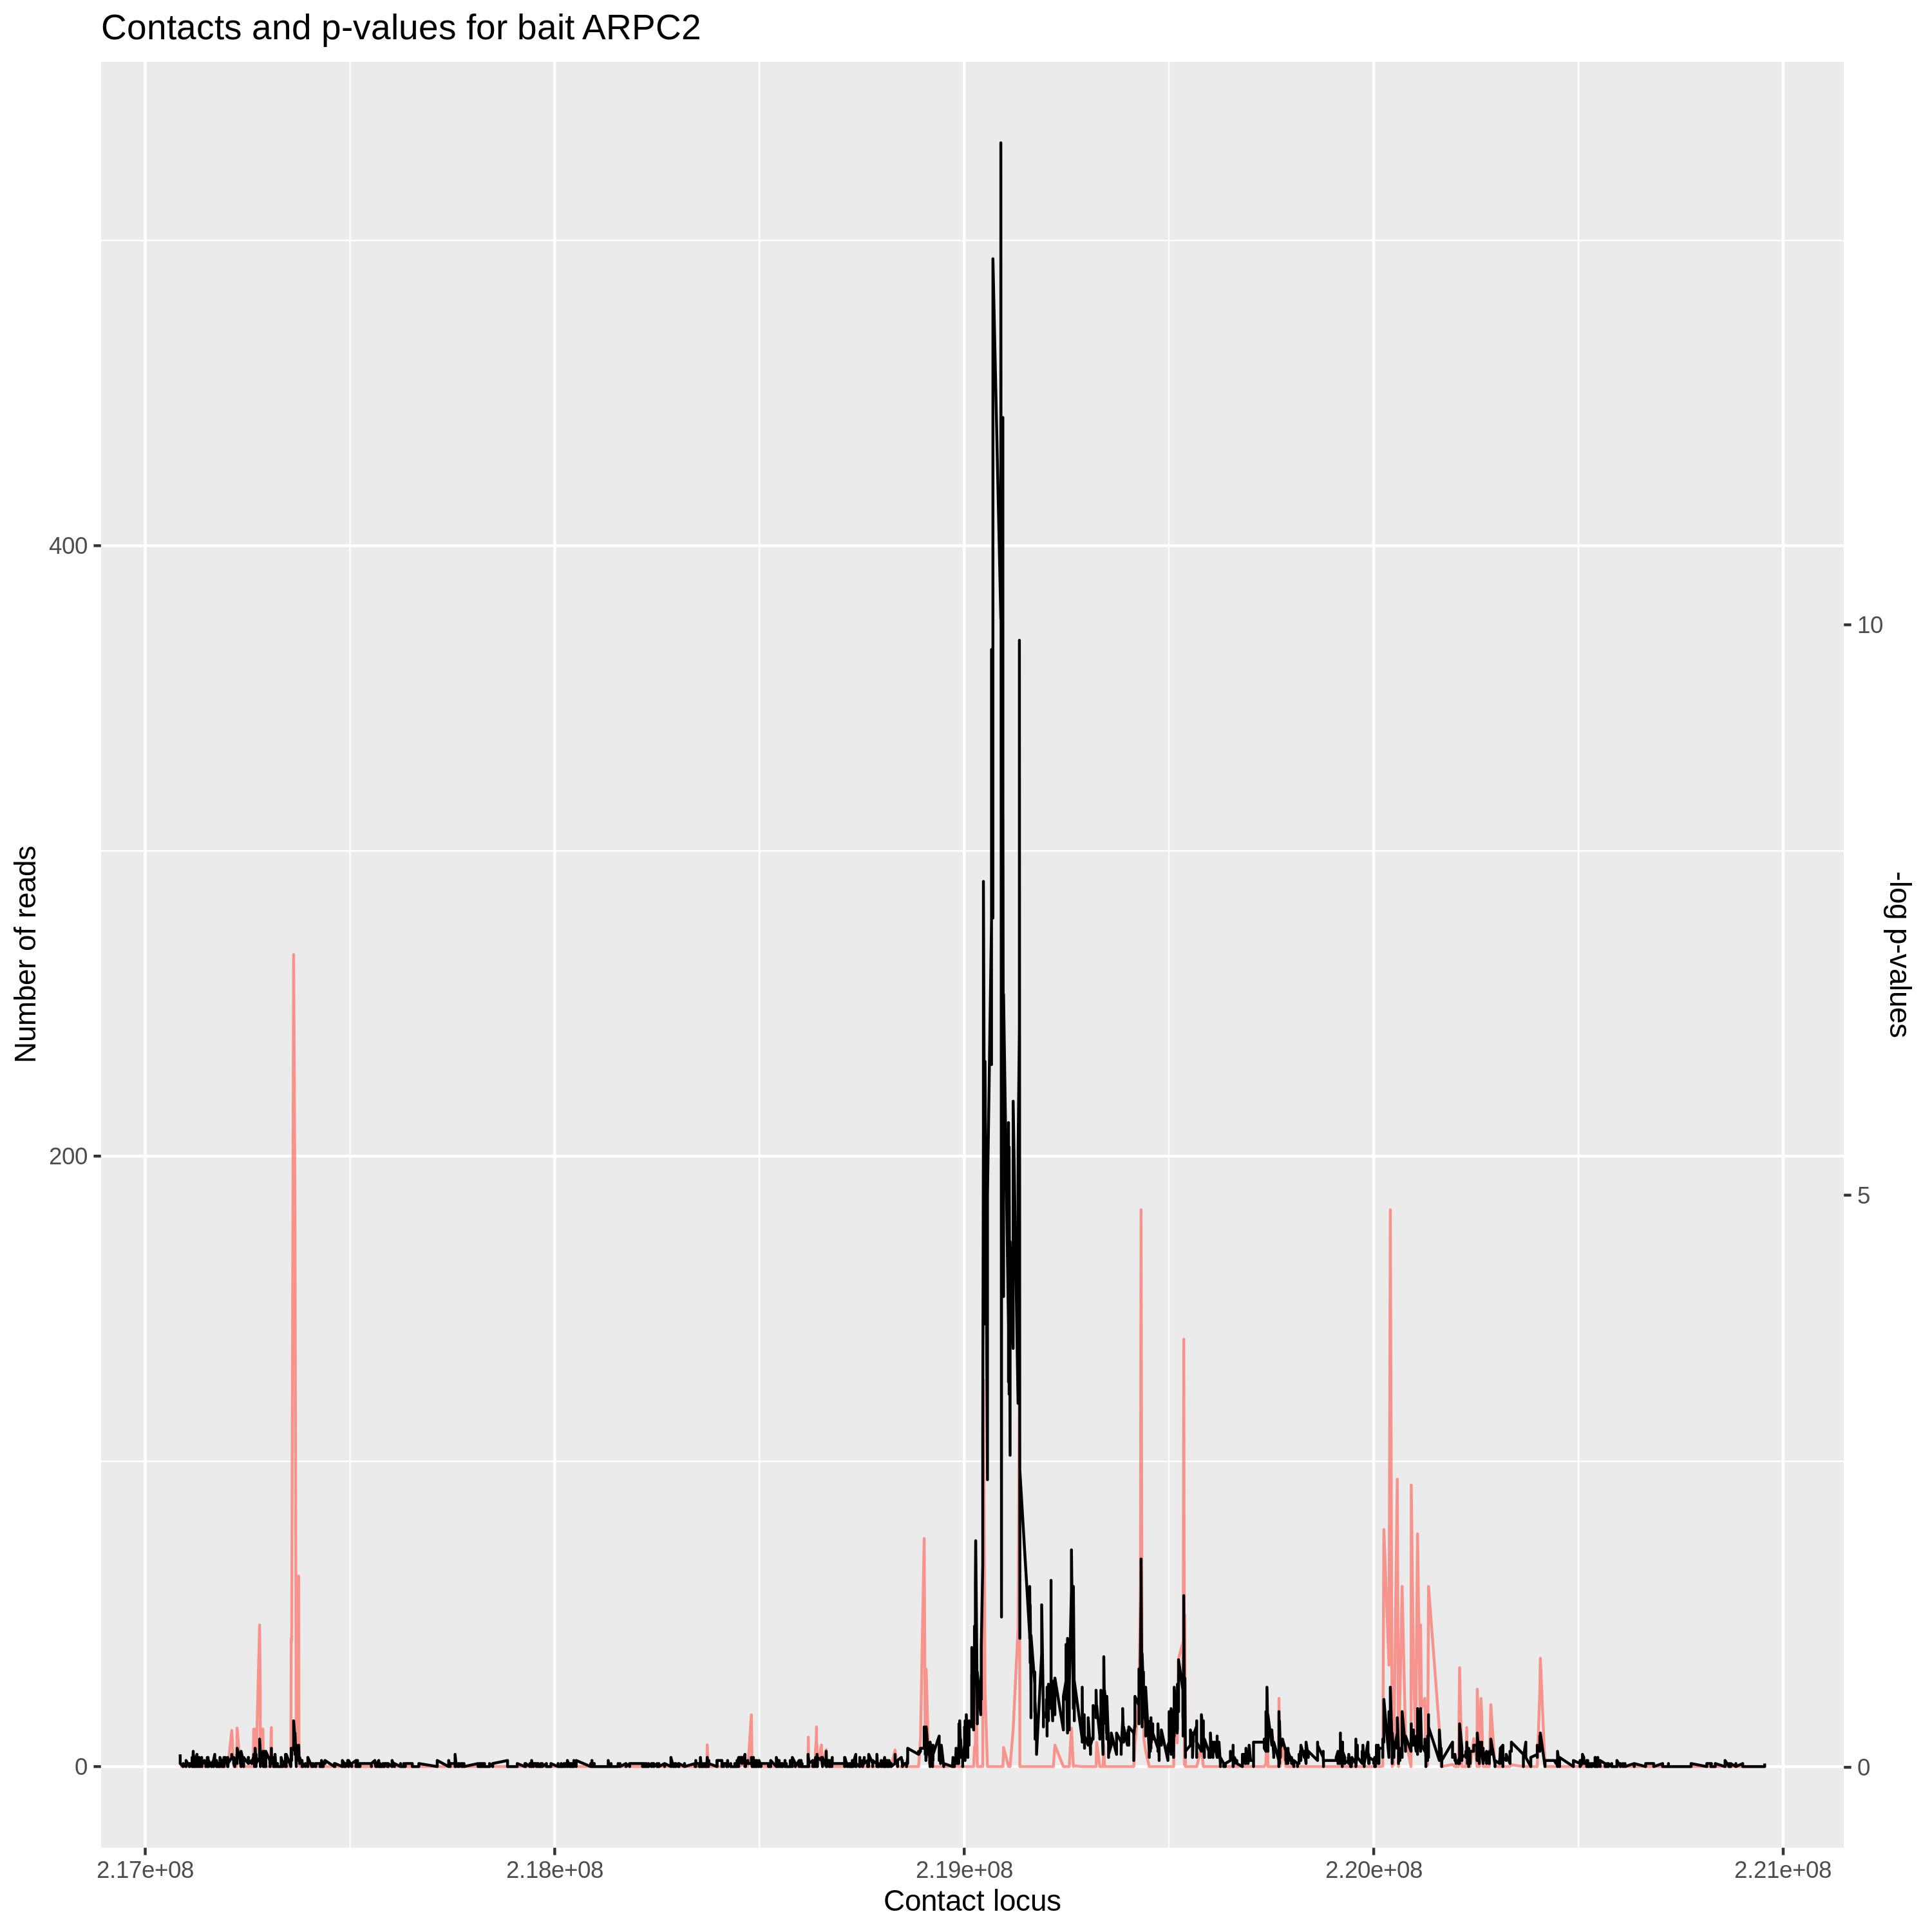 Contacts and p-values for bait ARPC2
Number of reads
400
200
0
10
5
0
-log p-values
2.17e+08
2.18e+08
2.19e+08
2.20e+08
2.21e+08
Contact locus